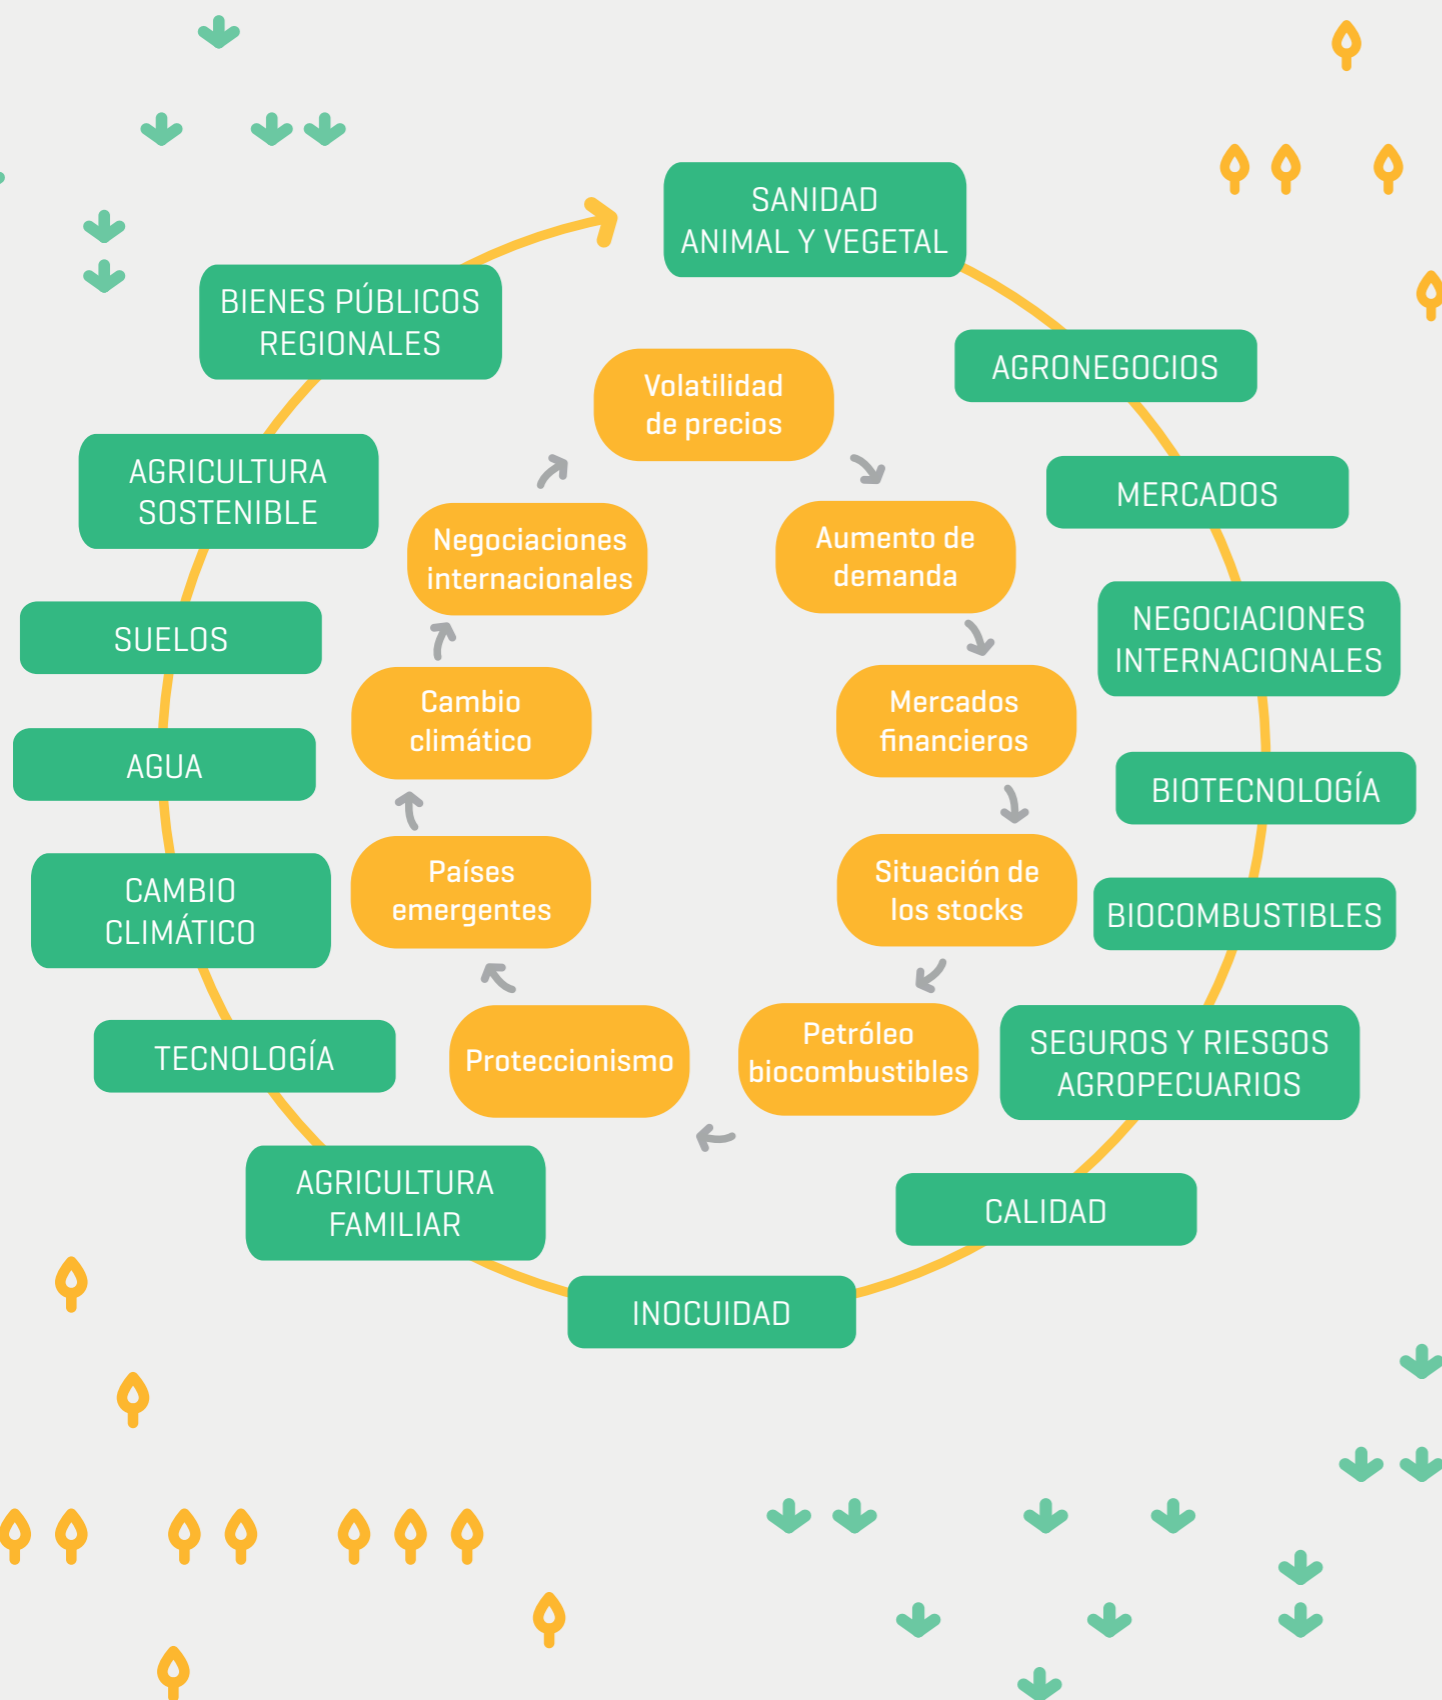 SANIDAD
ANIMAL Y VEGETAL
AGRONEGOCIOS
MERCADOS
NEGOCIACIONES
INTERNACIONALES
BIOTECNOLOGÍA
BIOCOMBUSTIBLES
SEGUROS Y RIESGOS
AGROPECUARIOS
CALIDAD
INOCUIDAD
AGRICULTURA
FAMILIAR
TECNOLOGÍA
CAMBIO
CLIMÁTICO
AGUA
SUELOS
AGRICULTURA
SOSTENIBLE
BIENES PÚBLICOS
REGIONALES
Volatilidad
de precios
Aumento de
demanda
Mercados
financieros
Situación de
los stocks
Petróleo
biocombustibles
Proteccionismo
Países
emergentes
Cambio
climático
Negociaciones
internacionales